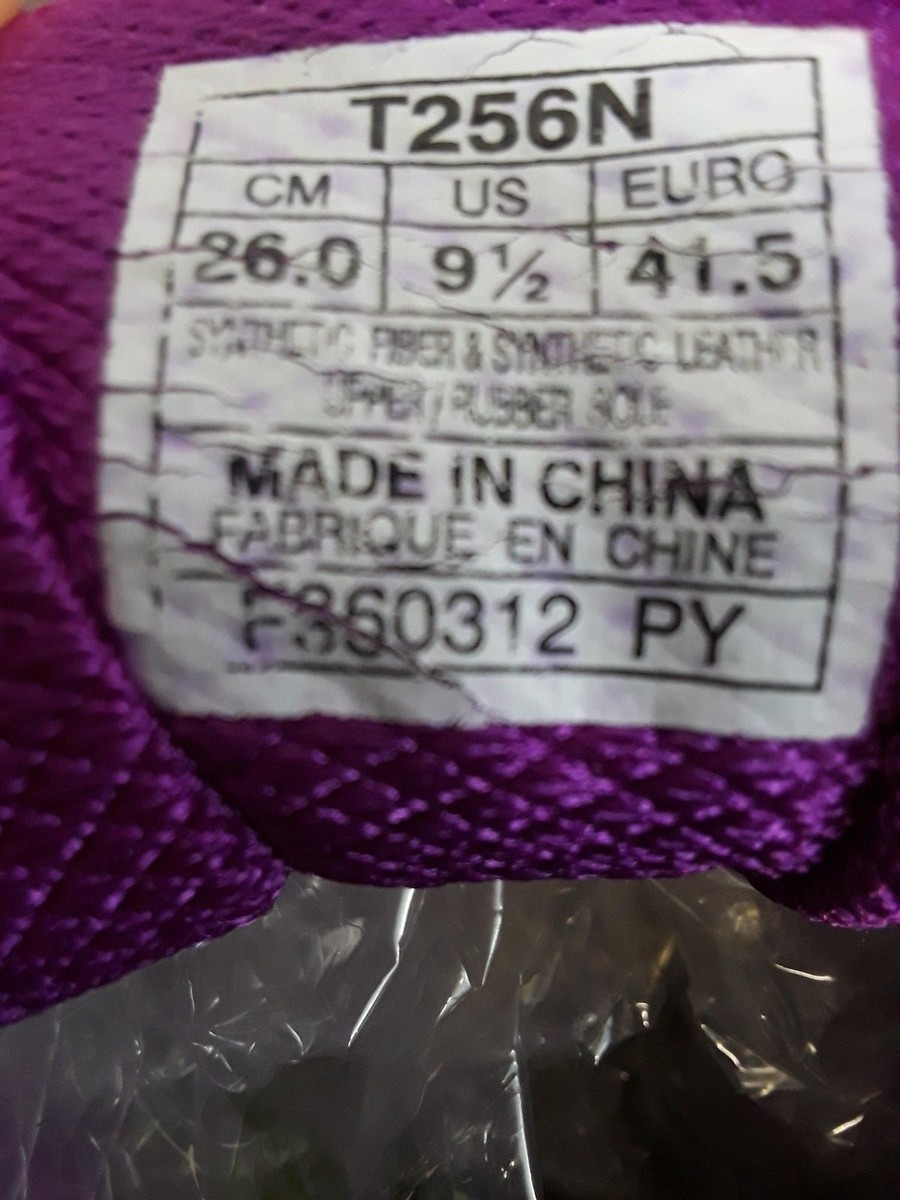 T256N
CM US EURO
26.0 9½ 41.5
SYNTHETIC FIBER & SYNTHETIC LEATHER
UPPER / RUBBER SOLE
MADE IN CHINA
FABRIQUE EN CHINE
F360312 PY